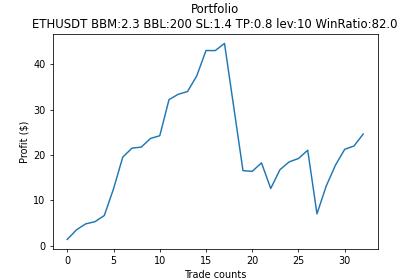 Portfolio
ETHUSDT BBM:2.3 BBL:200 SL:1.4 TP:0.8 lev:10 WinRatio:82.0
Profit ($)
40
30
20
10
0
0 5 10 15 20 25 30
Trade counts